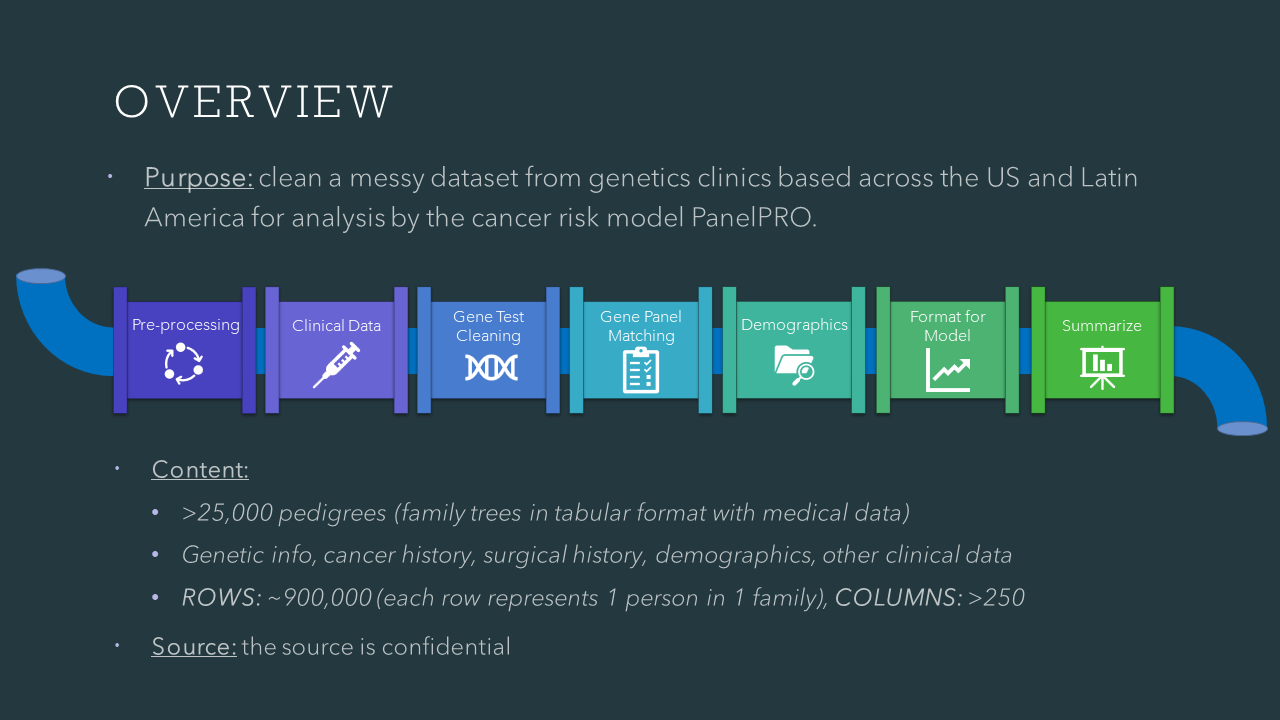 OVERVIEW
Purpose: clean a messy dataset from genetics clinics based across the US and Latin
America for analysis by the cancer risk model PanelPRO.
Pre-processing
Clinical Data
Gene Test
Cleaning
Gene Panel
Matching
Demographics
Format for
Model
Summarize
Content:
>25,000 pedigrees (family trees in tabular format with medical data)
Genetic info, cancer history, surgical history, demographics, other clinical data
ROWS: ~900,000 (each row represents 1 person in 1 family), COLUMNS: >250
Source: the source is confidential